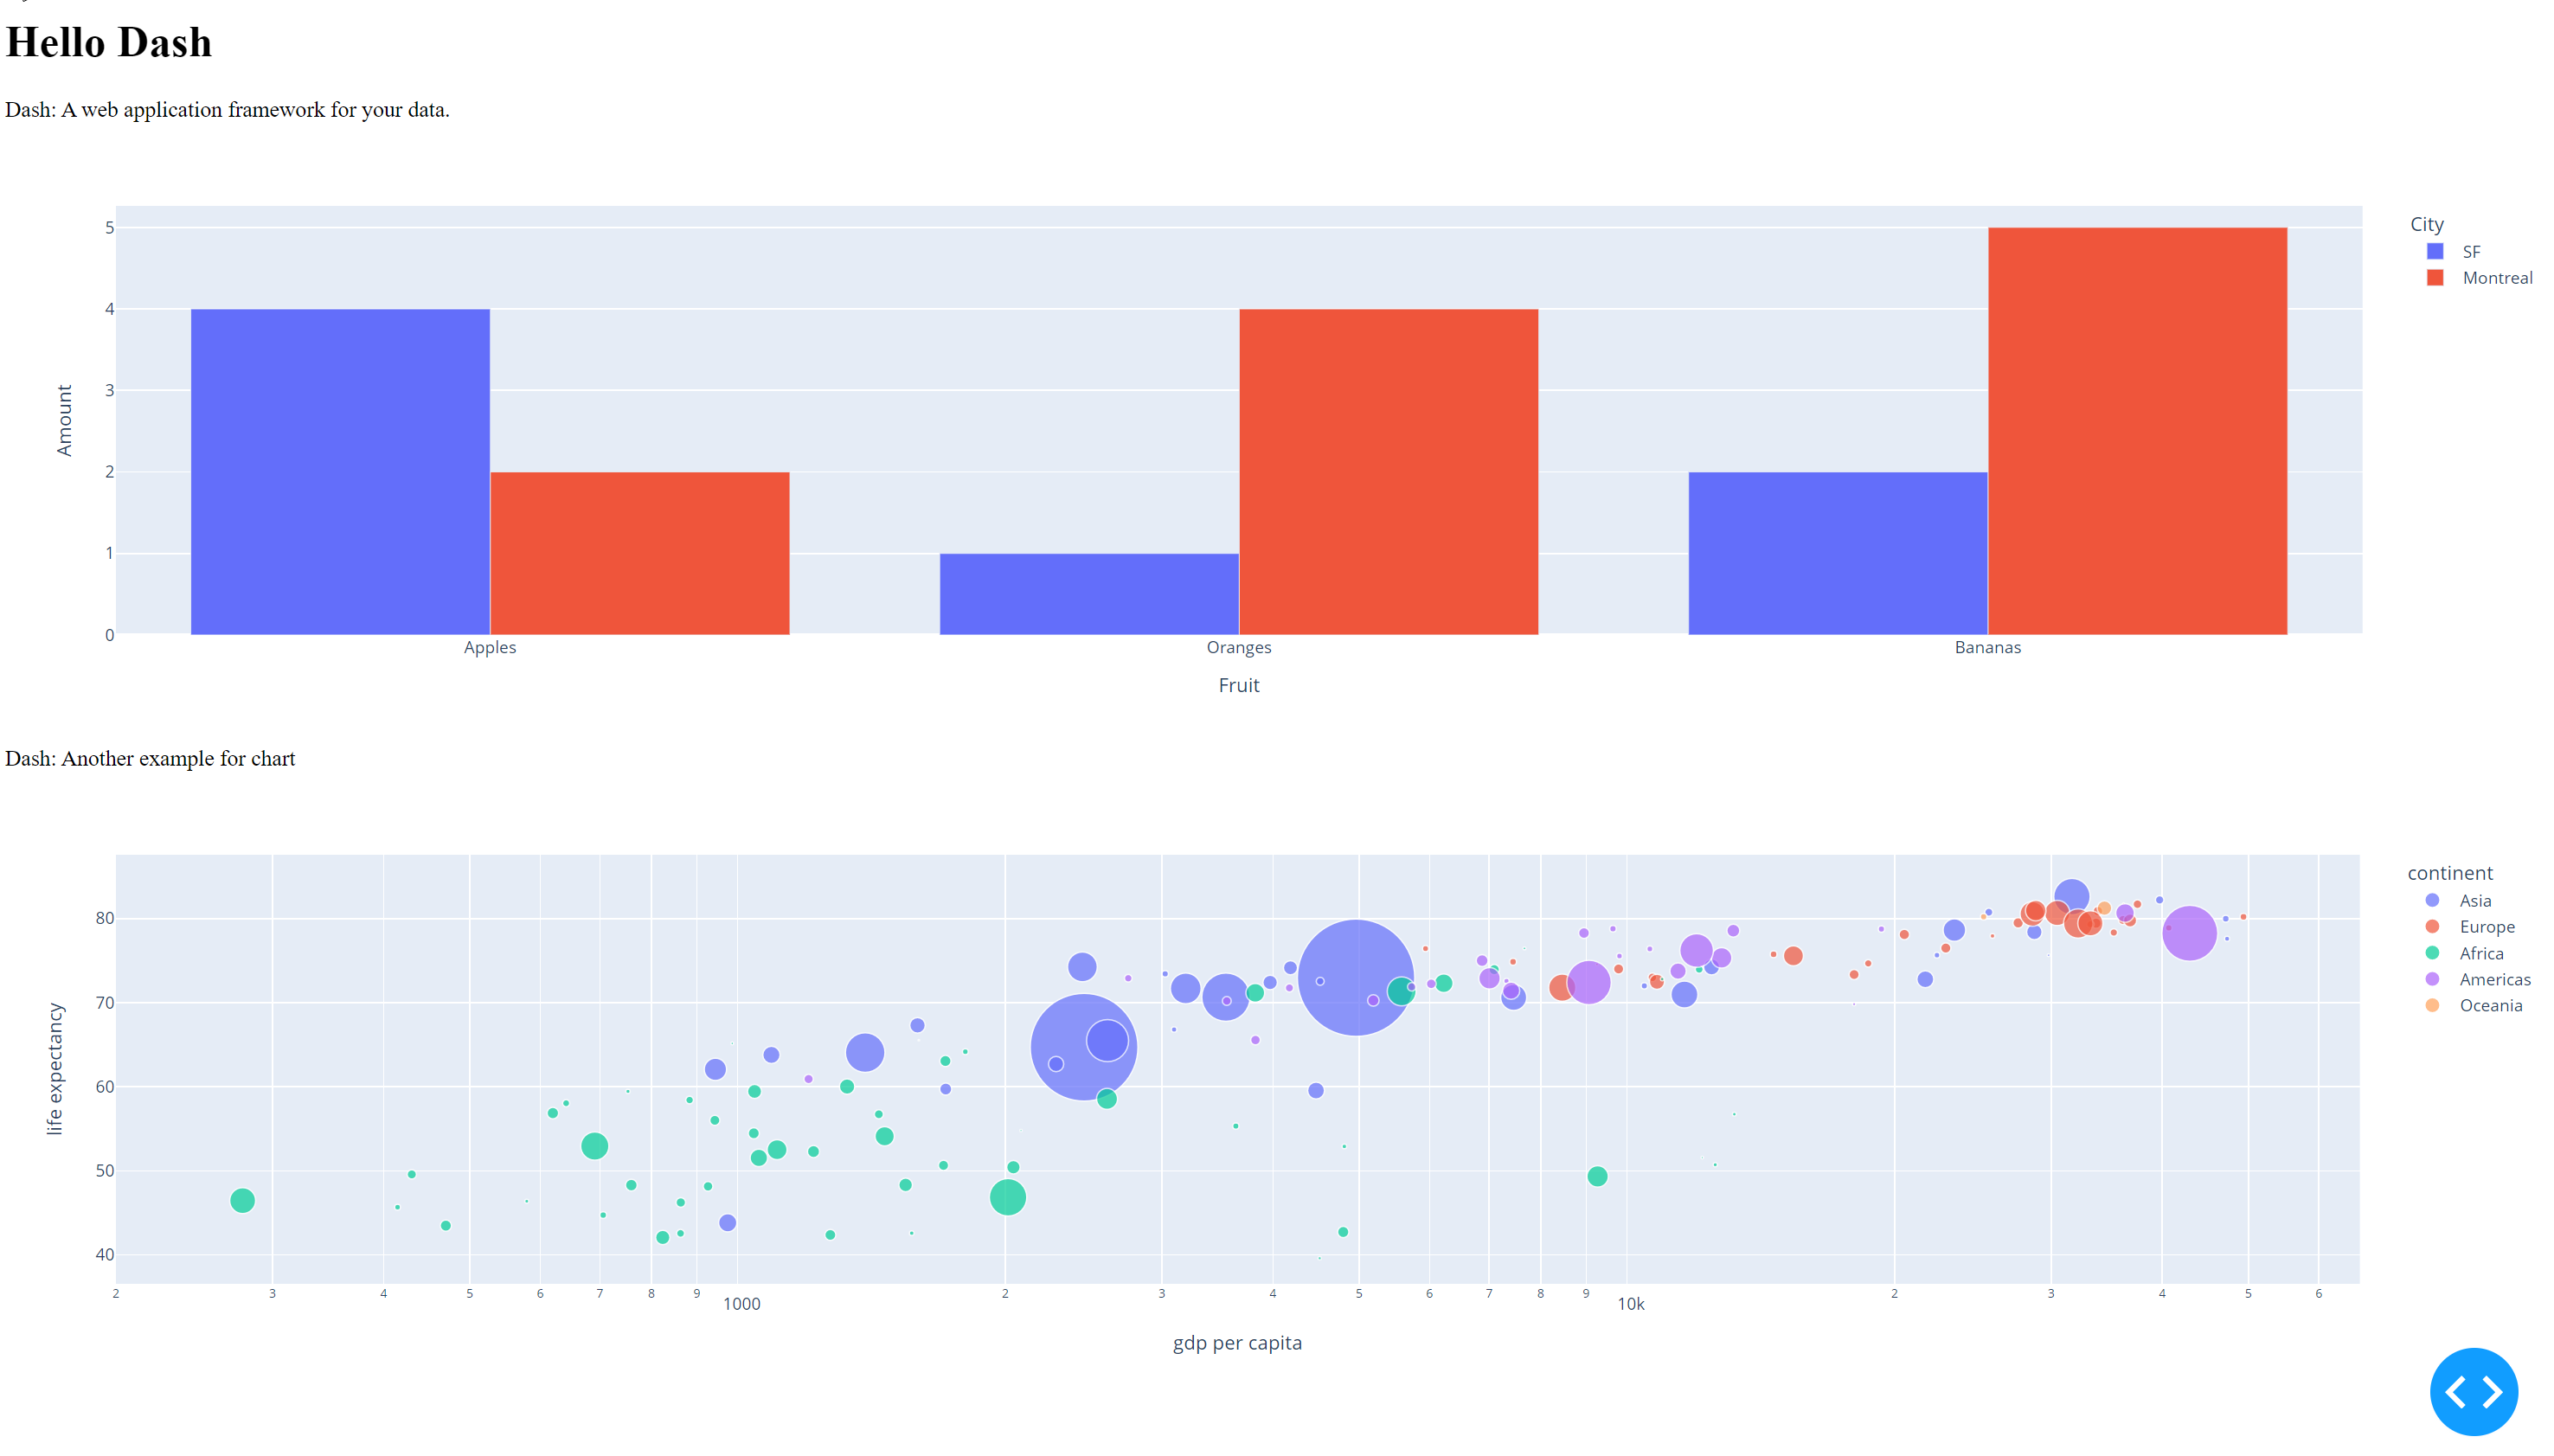 Hello Dash
Dash: A web application framework for your data.
City
SF
Montreal
5
4
3
2
1
0
Amount
Apples Oranges Bananas
Fruit
Dash: Another example for chart
continent
Asia
Europe
Africa
Americas
Oceania
80
70
60
50
40
life expectancy
2 3 4 5 6 7 8 9 1000 2 3 4 5 6 7 8 9 10k 2 3 4 5 6
gdp per capita